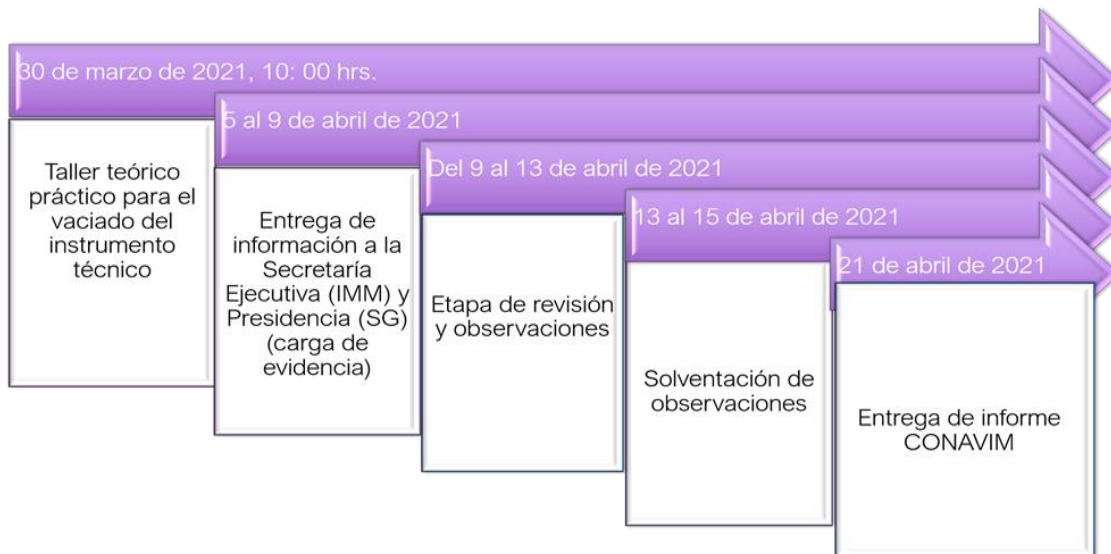 30 de marzo de 2021, 10: 00 hrs.
Taller teórico
práctico para el
vaciado del
instrumento
técnico
5 al 9 de abril de 2021
Entrega de
información a la
Secretaría
Ejecutiva (IMM) y
Presidencia (SG)
(carga de
evidencia)
Del 9 al 13 de abril de 2021
Etapa de revisión
y observaciones
13 al 15 de abril de 2021
Solventación de
observaciones
21 de abril de 2021
Entrega de informe
CONAVIM